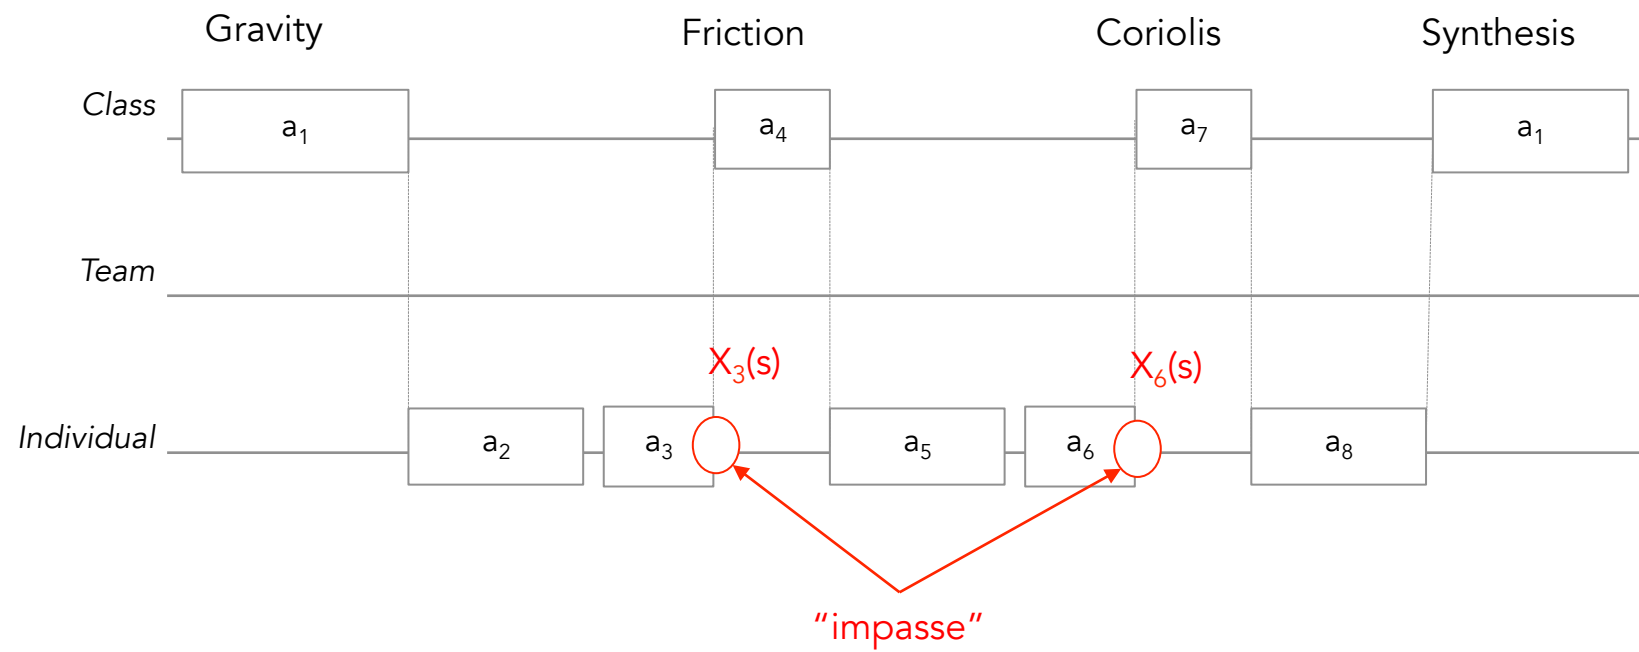 Gravity Friction Coriolis Synthesis
Class
a₁ a₄ a₇ a₁
Team
X₃(s) X₆(s)
Individual
a₂ a₃ a₅ a₆ a₈
“impasse”